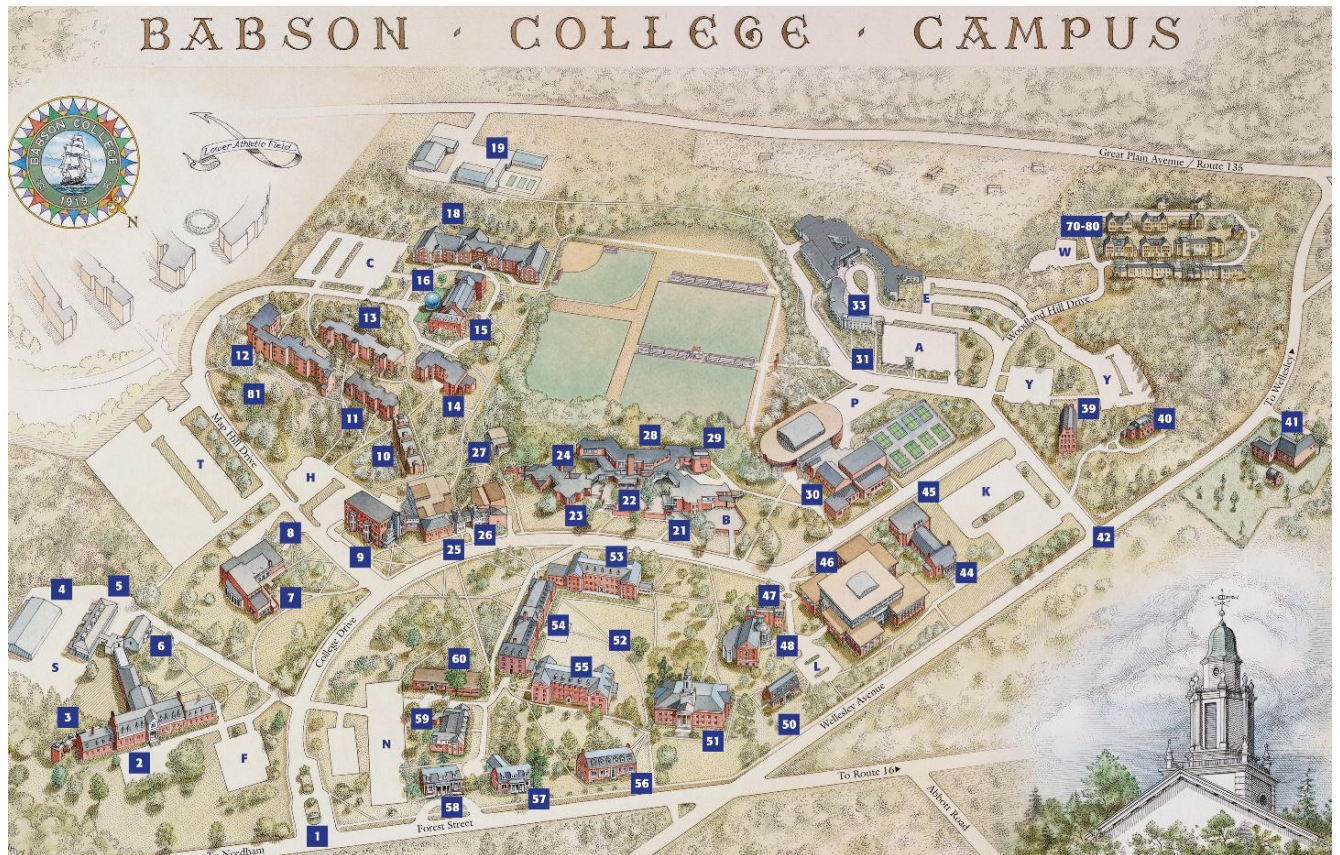 BABSON · COLLEGE · CAMPUS
BABSON COLLEGE
1919
N
Lower Athletic Field
Great Plain Avenue / Route 135
19
18
70-80
W
C
16
E
33
Woodland Hill Drive
13
15
12
31
A
To Wellesley
81
14
Y
Y
11
P
39
40
41
Map Hill Drive
10
27
28
29
T
H
24
22
30
45
K
23
21
B
8
9
25
26
42
53
46
44
4
5
7
47
6
College Drive
54
52
48
S
60
55
L
3
59
50
Wellesley Avenue
2
F
N
51
56
To Route 16
57
58
Abbott Road
1
Forest Street
To Needham